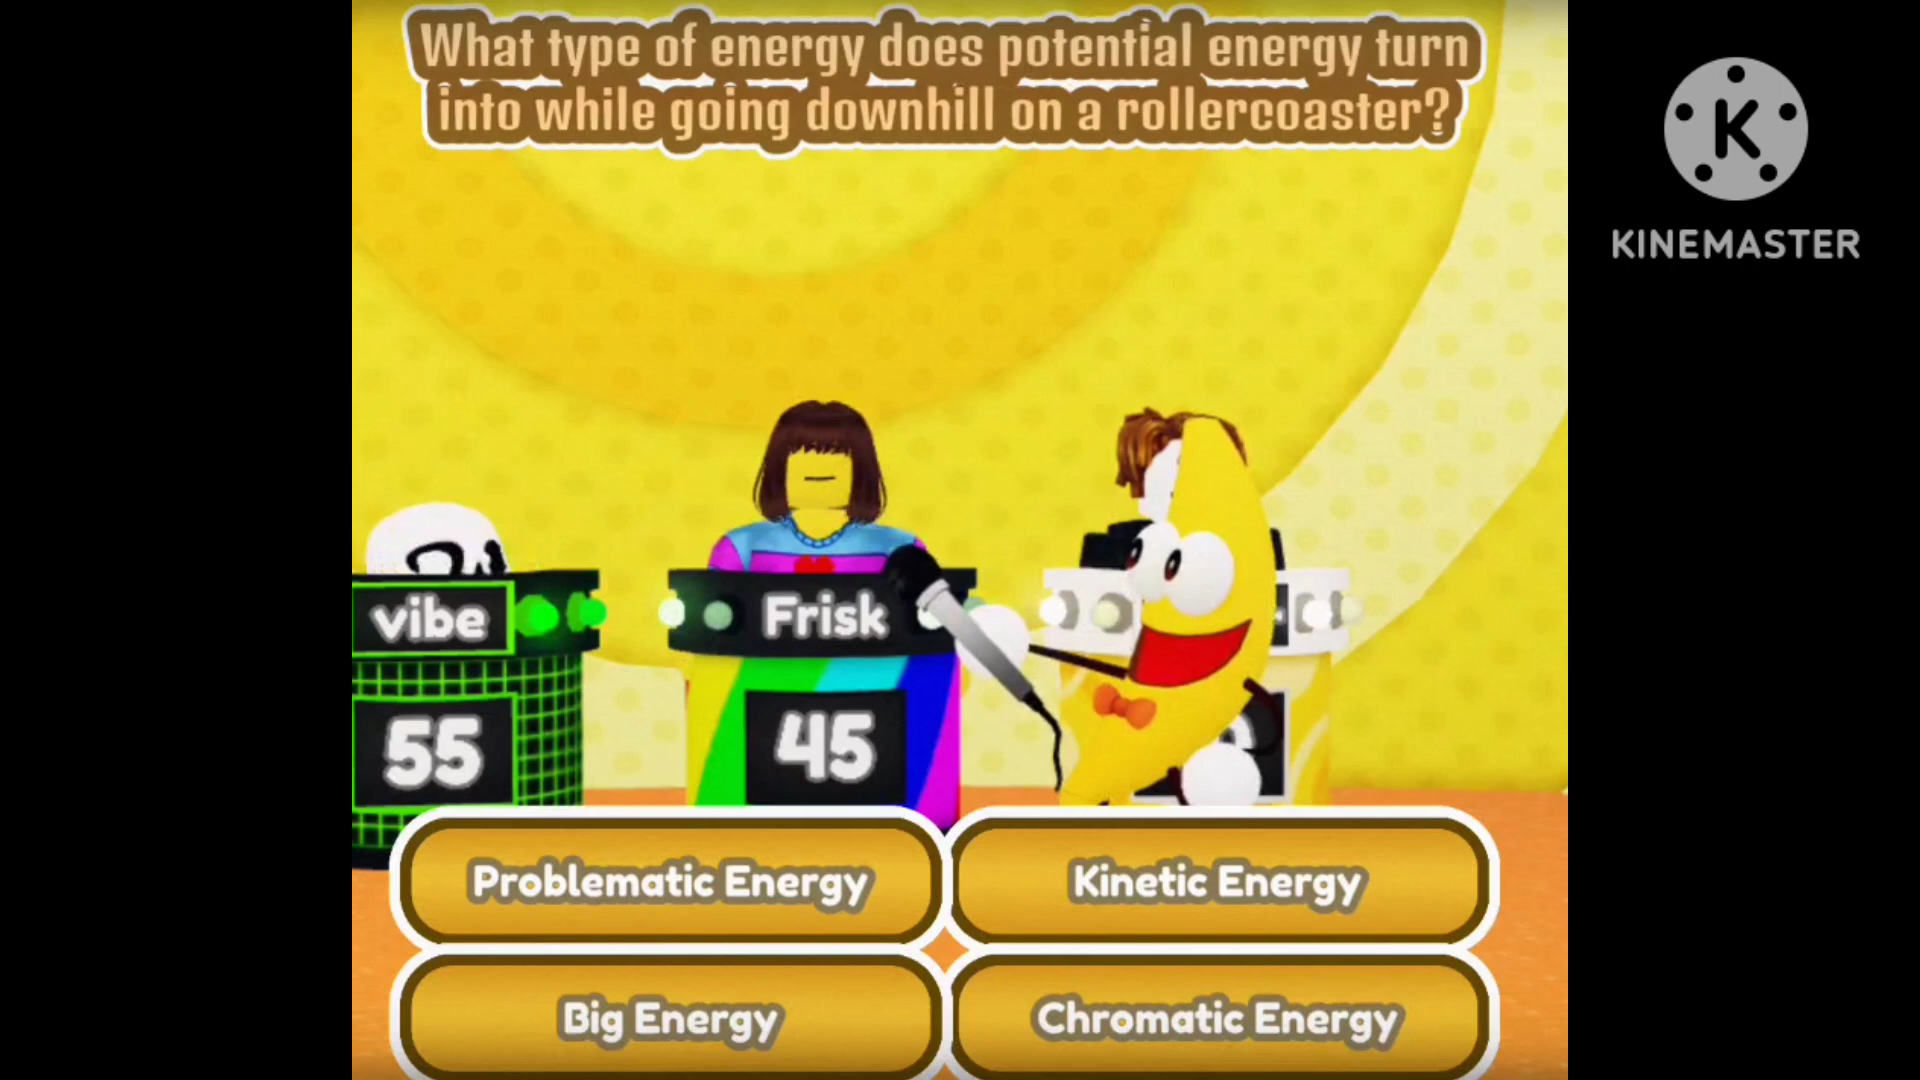 What type of energy does potential energy turn
into while going downhill on a rollercoaster?
K
KINEMASTER
vibe
Frisk
55
45
Problematic Energy
Kinetic Energy
Big Energy
Chromatic Energy